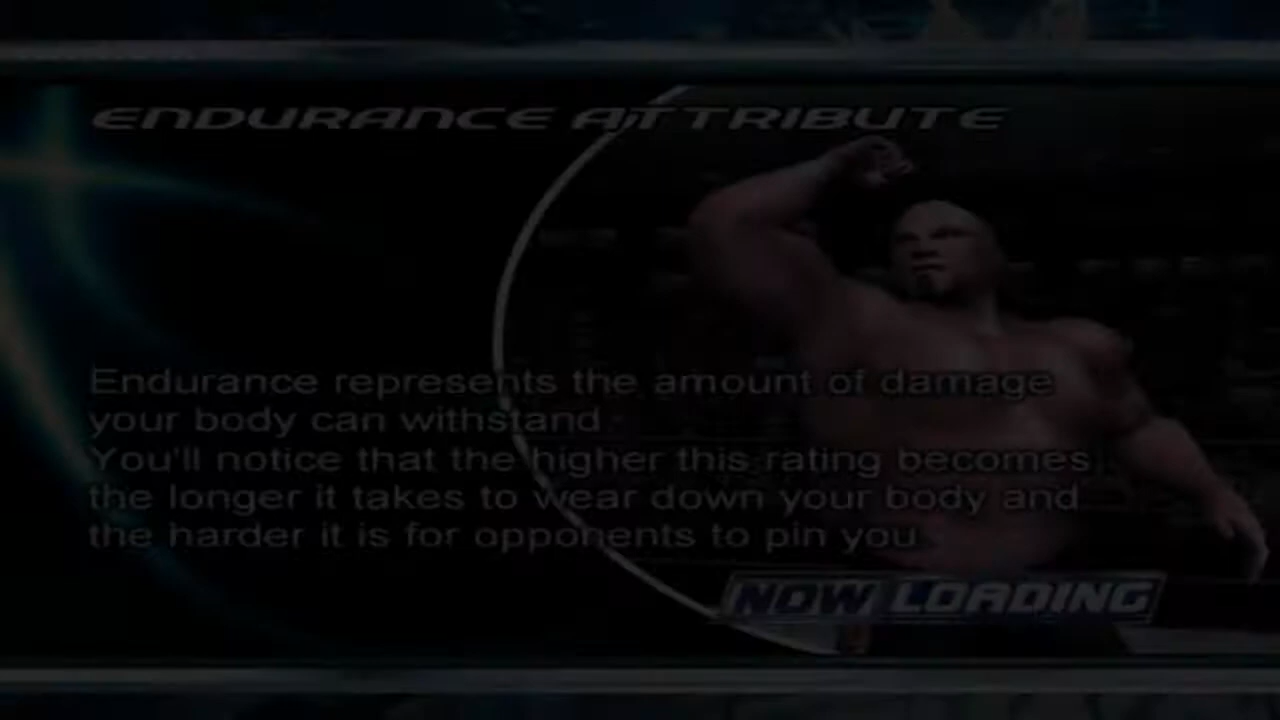 ENDURANCE ATTRIBUTE
Endurance represents the amount of damage
your body can withstand.
You'll notice that the higher this rating becomes,
the longer it takes to wear down your body and
the harder it is for opponents to pin you.
NOW LOADING